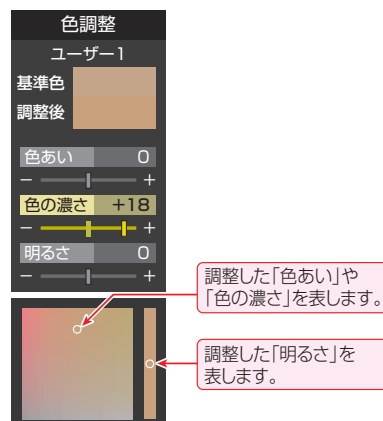 色調整
ユーザー1
基準色
調整後
色あい 0
− +
色の濃さ +18
− +
明るさ 0
− +
調整した「色あい」や
「色の濃さ」を表します。
調整した「明るさ」を
表します。